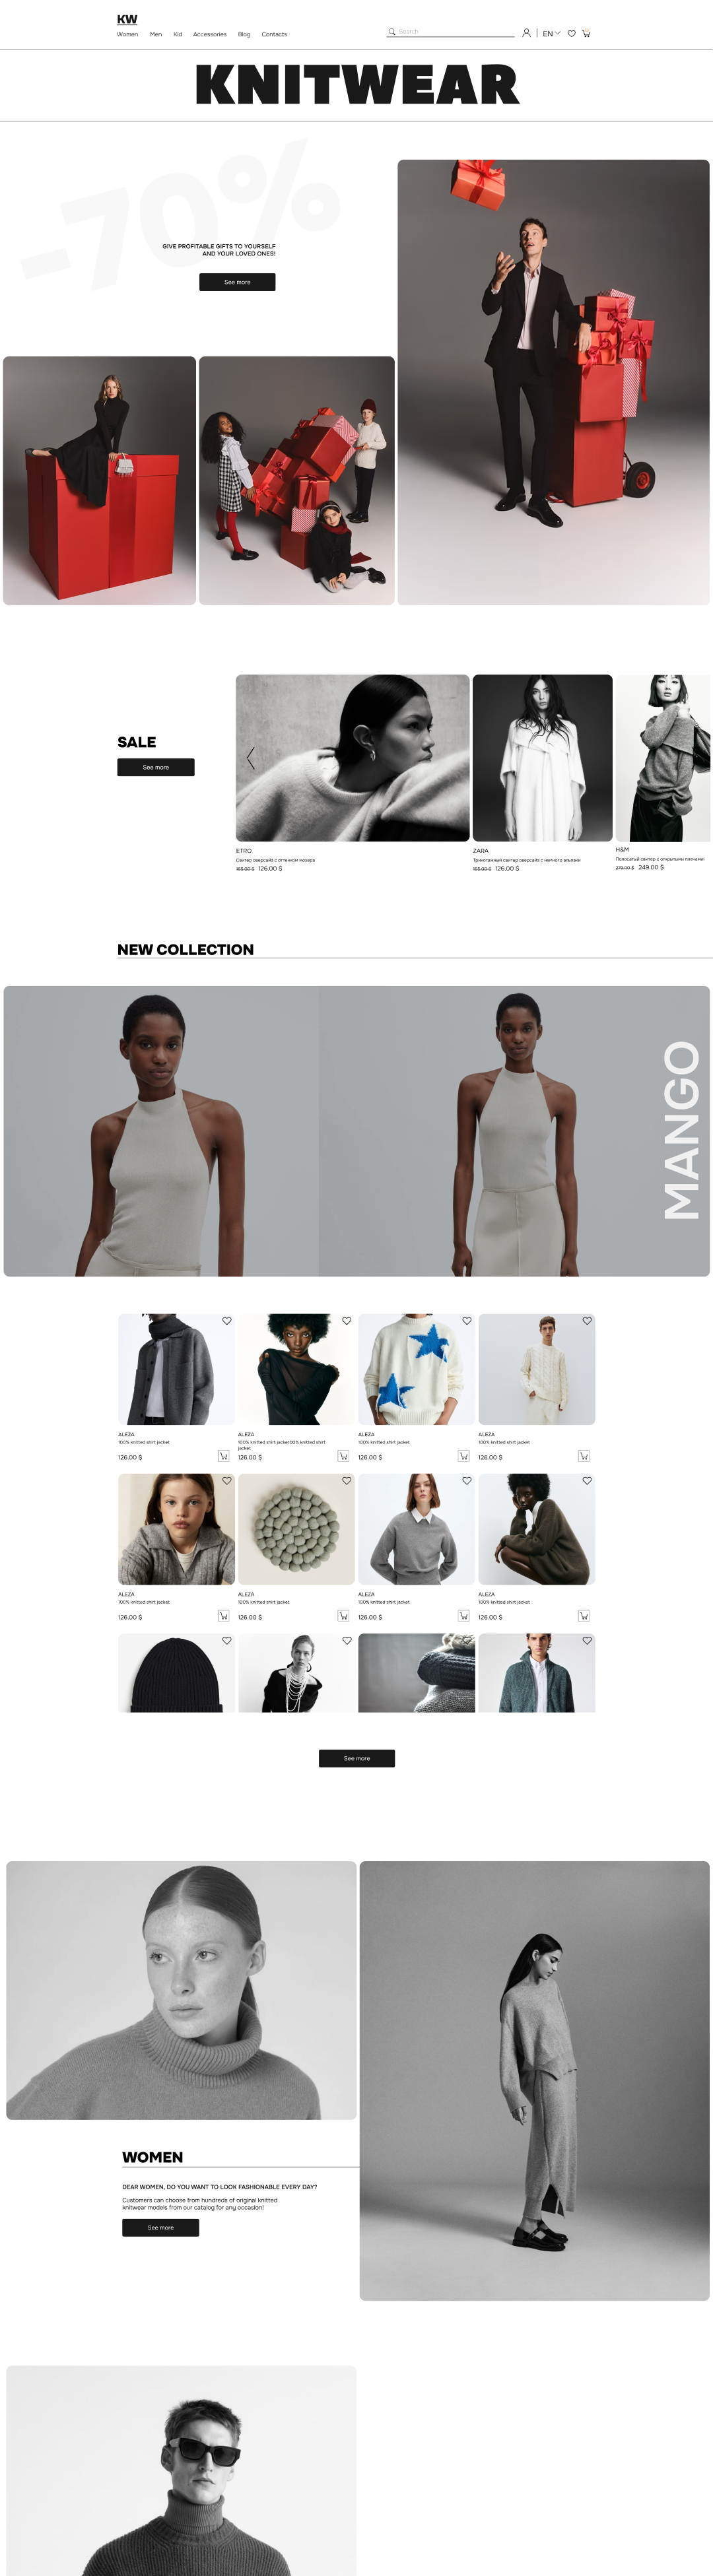 KW
Women Men Kid Accessories Blog Contacts
Search
EN
KNITWEAR
-70%
GIVE PROFITABLE GIFTS TO YOURSELF
AND YOUR LOVED ONES!
See more
SALE
See more
ETRO
Свитер оверсайз с оттенком мохера
165.00 $ 126.00 $
ZARA
Трикотажный свитер оверсайз с нимного альпаки
165.00 $ 126.00 $
H&M
Полосатый свитер с открытыми плечами
279.00 $ 249.00 $
NEW COLLECTION
MANGO
ALEZA
100% knitted shirt jacket
126.00 $
ALEZA
100% knitted shirt jacket00% knitted shirt
jacket
126.00 $
ALEZA
100% knitted shirt jacket
126.00 $
ALEZA
100% knitted shirt jacket
126.00 $
ALEZA
100% knitted shirt jacket
126.00 $
ALEZA
100% knitted shirt jacket
126.00 $
ALEZA
100% knitted shirt jacket
126.00 $
ALEZA
100% knitted shirt jacket
126.00 $
See more
WOMEN
DEAR WOMEN, DO YOU WANT TO LOOK FASHIONABLE EVERY DAY?
Customers can choose from hundreds of original knitted
knitwear models from our catalog for any occasion!
See more